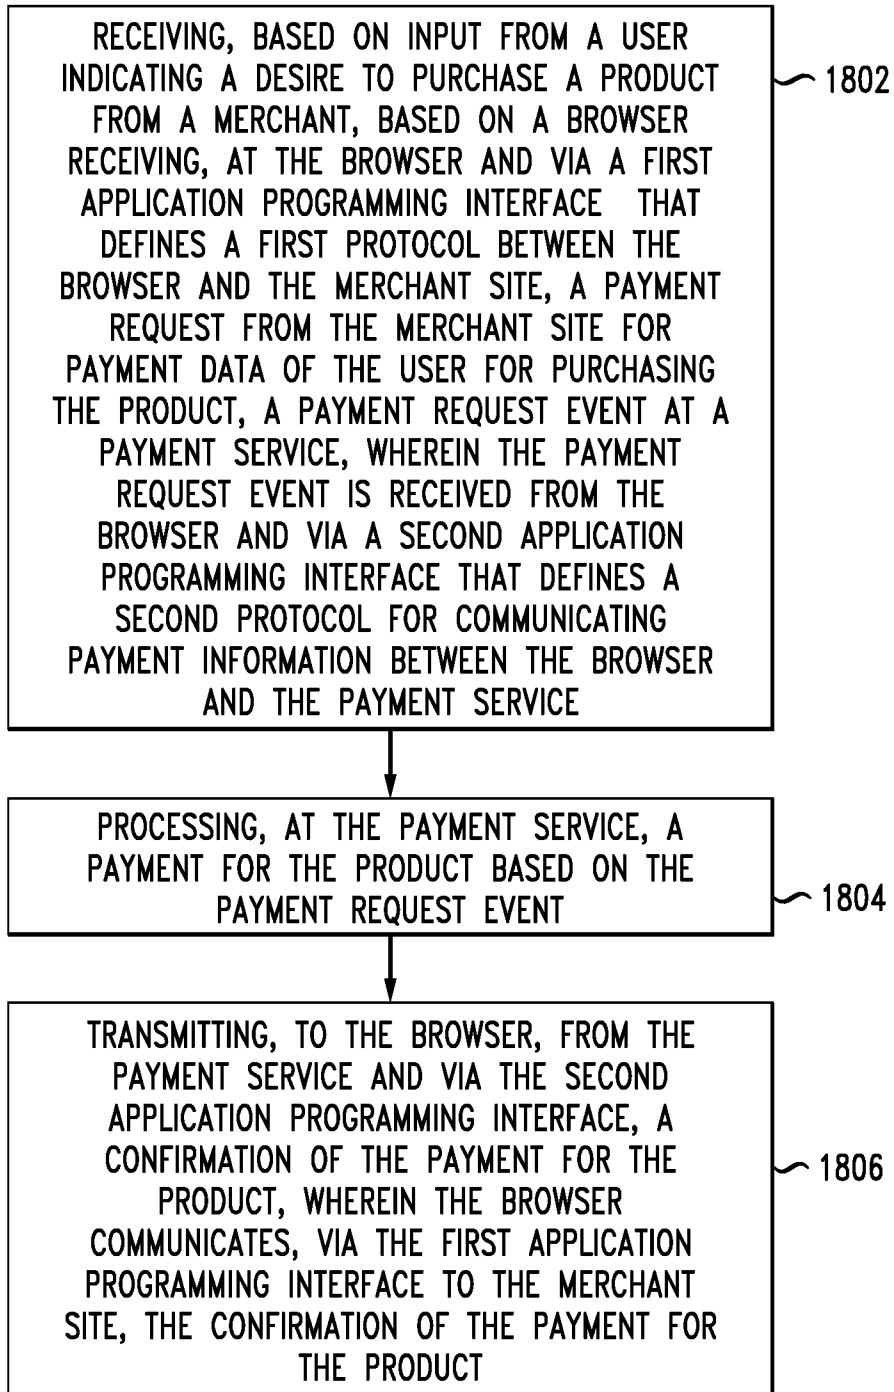 RECEIVING, BASED ON INPUT FROM A USER
INDICATING A DESIRE TO PURCHASE A PRODUCT
FROM A MERCHANT, BASED ON A BROWSER
RECEIVING, AT THE BROWSER AND VIA A FIRST
APPLICATION PROGRAMMING INTERFACE THAT
DEFINES A FIRST PROTOCOL BETWEEN THE
BROWSER AND THE MERCHANT SITE, A PAYMENT
REQUEST FROM THE MERCHANT SITE FOR
PAYMENT DATA OF THE USER FOR PURCHASING
THE PRODUCT, A PAYMENT REQUEST EVENT AT A
PAYMENT SERVICE, WHEREIN THE PAYMENT
REQUEST EVENT IS RECEIVED FROM THE
BROWSER AND VIA A SECOND APPLICATION
PROGRAMMING INTERFACE THAT DEFINES A
SECOND PROTOCOL FOR COMMUNICATING
PAYMENT INFORMATION BETWEEN THE BROWSER
AND THE PAYMENT SERVICE
1802
PROCESSING, AT THE PAYMENT SERVICE, A
PAYMENT FOR THE PRODUCT BASED ON THE
PAYMENT REQUEST EVENT
1804
TRANSMITTING, TO THE BROWSER, FROM THE
PAYMENT SERVICE AND VIA THE SECOND
APPLICATION PROGRAMMING INTERFACE, A
CONFIRMATION OF THE PAYMENT FOR THE
PRODUCT, WHEREIN THE BROWSER
COMMUNICATES, VIA THE FIRST APPLICATION
PROGRAMMING INTERFACE TO THE MERCHANT
SITE, THE CONFIRMATION OF THE PAYMENT FOR
THE PRODUCT
1806